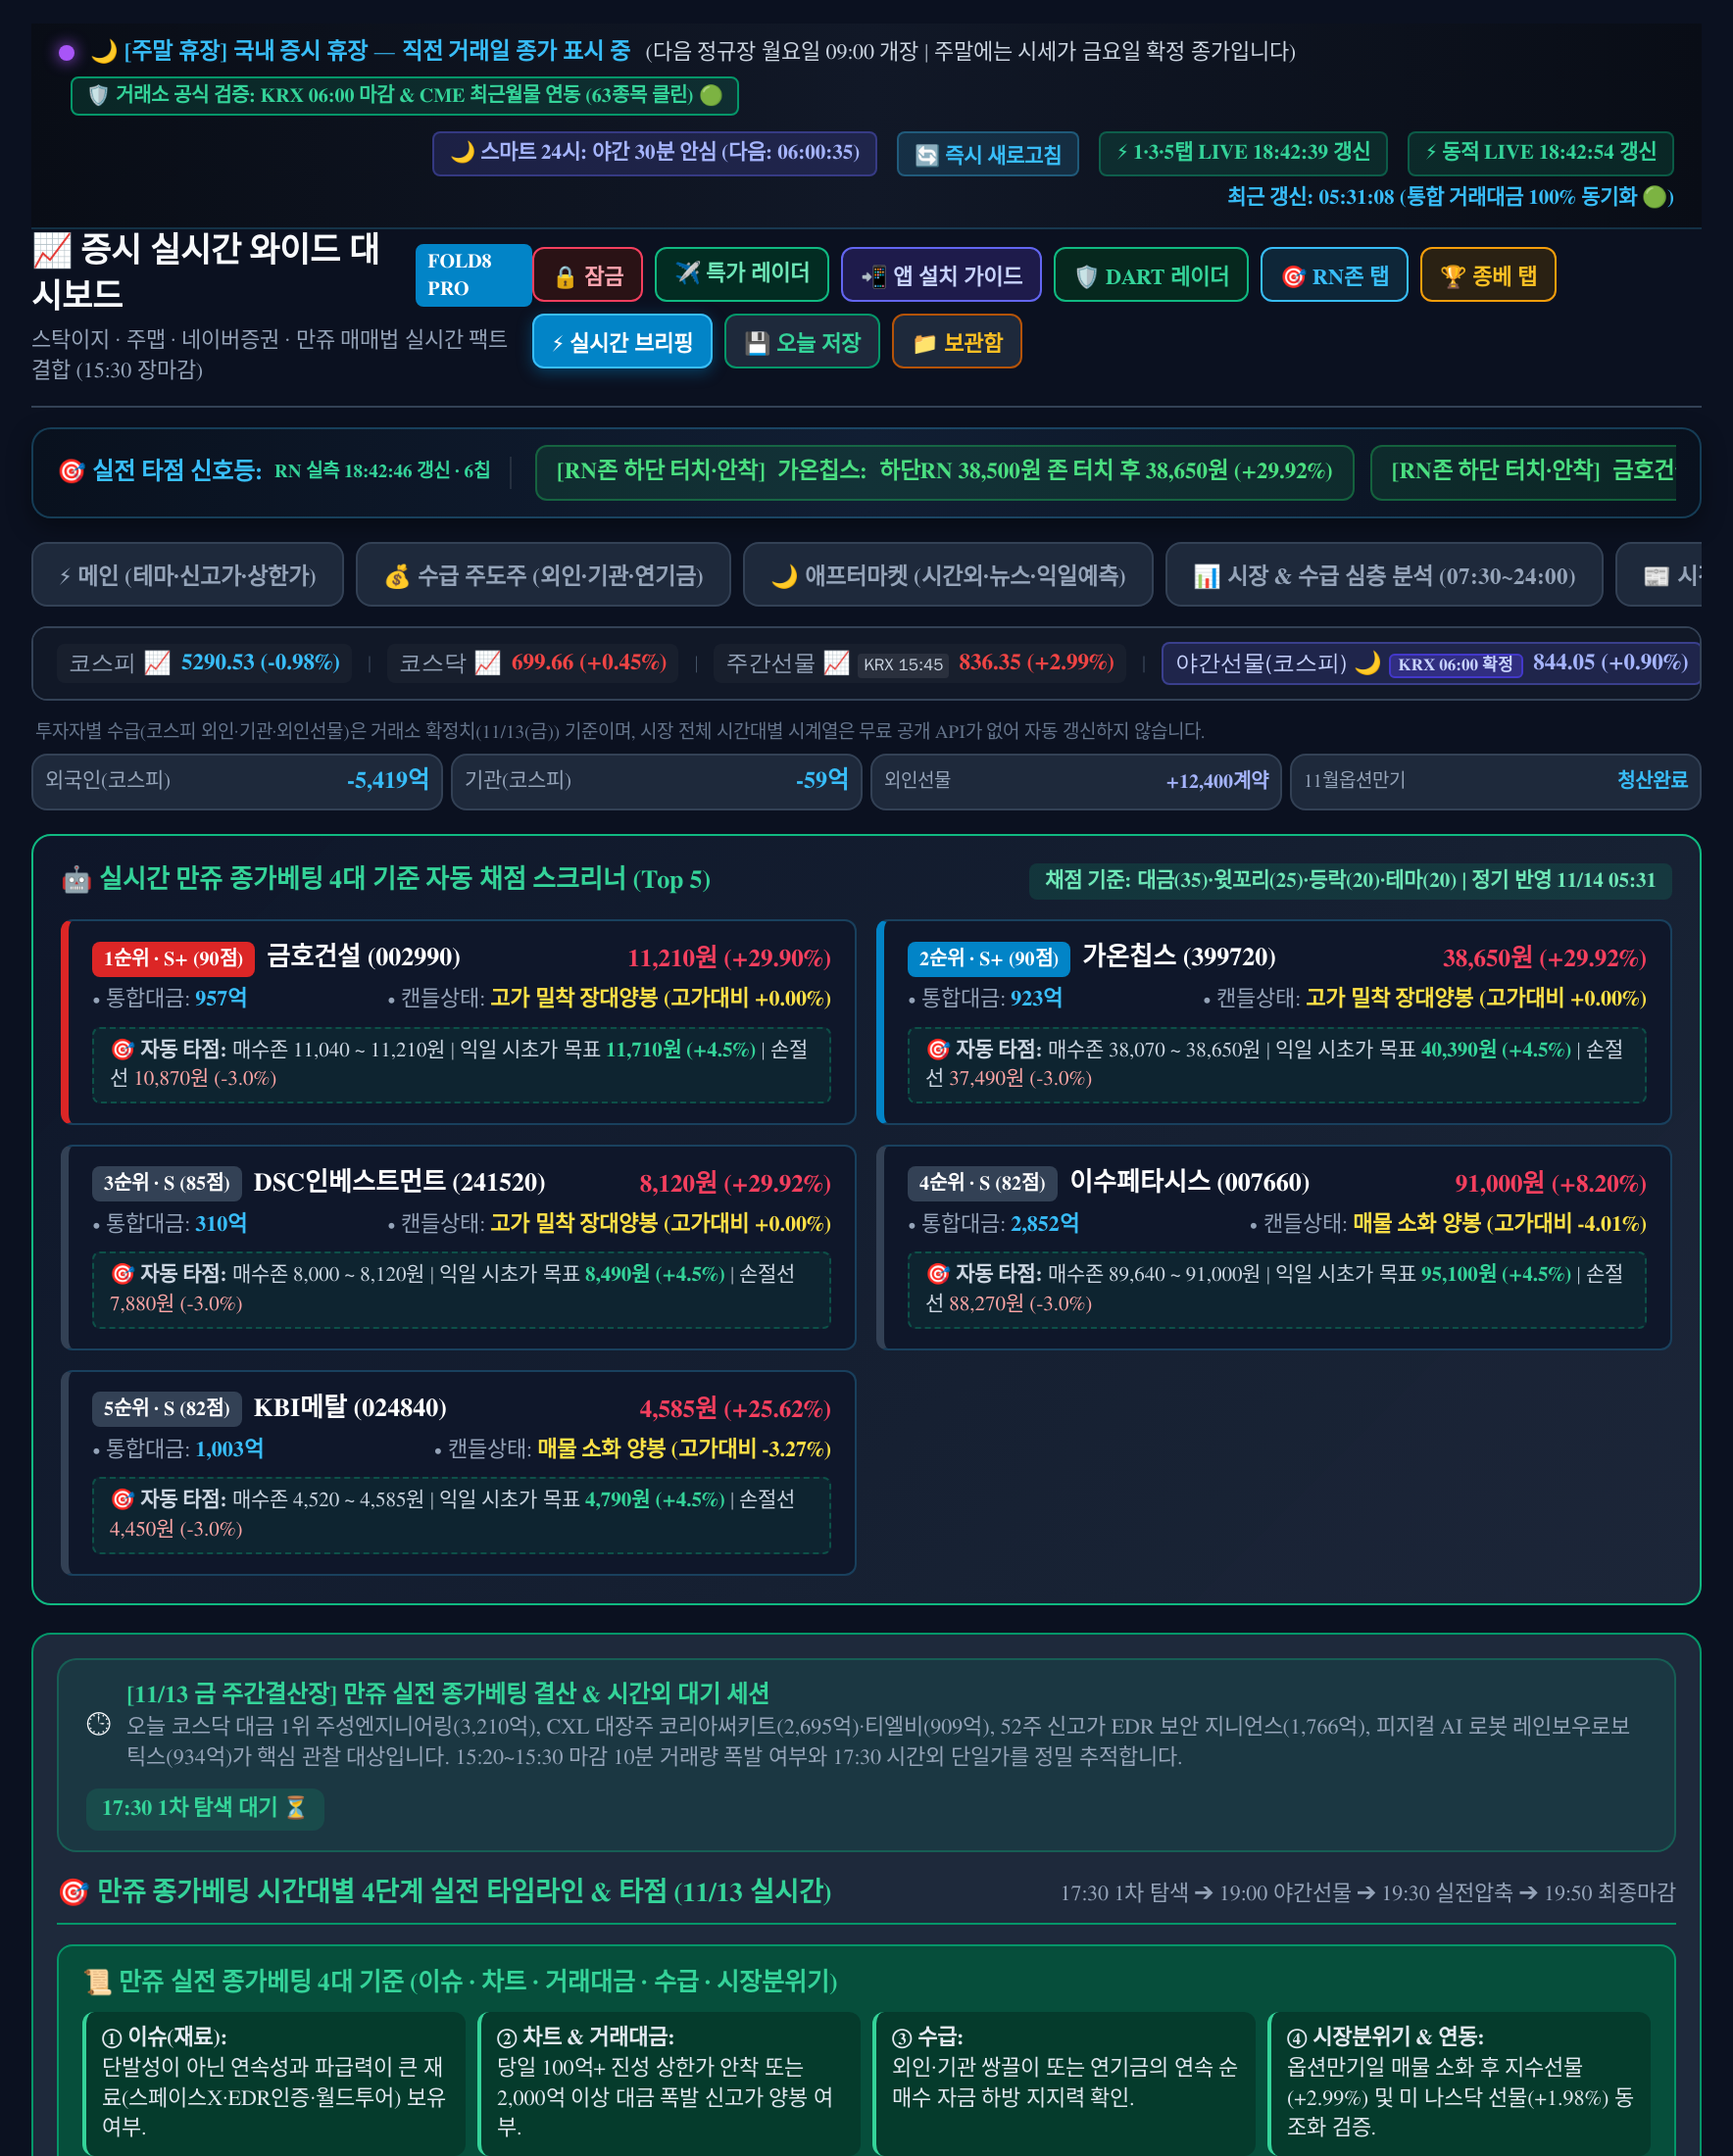 🌙 [주말 휴장] 국내 증시 휴장 — 직전 거래일 종가 표시 중 (다음 정규장 월요일 09:00 개장 | 주말에는 시세가 금요일 확정 종가입니다)
🛡️ 거래소 공식 검증: KRX 06:00 마감 & CME 최근월물 연동 (63종목 클린) 🟢
🌙 스마트 24시: 야간 30분 안심 (다음: 06:00:35) 🔄 즉시 새로고침 ⚡ 1·3·5탭 LIVE 18:42:39 갱신 ⚡ 동적 LIVE 18:42:54 갱신
최근 갱신: 05:31:08 (통합 거래대금 100% 동기화 🟢)
📈 증시 실시간 와이드 대
시보드
FOLD8
PRO
🔒 잠금 ✈️ 특가 레이더 📲 앱 설치 가이드 🛡️ DART 레이더 🎯 RN존 탭 🏆 종베 탭
스탁이지 · 주맵 · 네이버증권 · 만쥬 매매법 실시간 팩트
결합 (15:30 장마감)
⚡ 실시간 브리핑 💾 오늘 저장 📁 보관함
🎯 실전 타점 신호등: RN 실측 18:42:46 갱신 · 6칩 [RN존 하단 터치·안착] 가온칩스: 하단RN 38,500원 존 터치 후 38,650원 (+29.92%) [RN존 하단 터치·안착] 금호건
⚡ 메인 (테마·신고가·상한가) 💰 수급 주도주 (외인·기관·연기금) 🌙 애프터마켓 (시간외·뉴스·익일예측) 📊 시장 & 수급 심층 분석 (07:30~24:00) 📰
코스피 📈 5290.53 (-0.98%) | 코스닥 📈 699.66 (+0.45%) | 주간선물 📈 KRX 15:45 836.35 (+2.99%) | 야간선물(코스피) 🌙 KRX 06:00 확정 844.05 (+0.90%)
투자자별 수급(코스피 외인·기관·외인선물)은 거래소 확정치(11/13(금)) 기준이며, 시장 전체 시간대별 시계열은 무료 공개 API가 없어 자동 갱신하지 않습니다.
외국인(코스피) -5,419억 기관(코스피) -59억 외인선물 +12,400계약 11월옵션만기 청산완료
🤖 실시간 만쥬 종가베팅 4대 기준 자동 채점 스크리너 (Top 5) 채점 기준: 대금(35)·윗꼬리(25)·등락(20)·테마(20) | 정기 반영 11/14 05:31
1순위 · S+ (90점) 금호건설 (002990) 11,210원 (+29.90%)
• 통합대금: 957억 • 캔들상태: 고가 밀착 장대양봉 (고가대비 +0.00%)
🎯 자동 타점: 매수존 11,040 ~ 11,210원 | 익일 시초가 목표 11,710원 (+4.5%) | 손절
선 10,870원 (-3.0%)
2순위 · S+ (90점) 가온칩스 (399720) 38,650원 (+29.92%)
• 통합대금: 923억 • 캔들상태: 고가 밀착 장대양봉 (고가대비 +0.00%)
🎯 자동 타점: 매수존 38,070 ~ 38,650원 | 익일 시초가 목표 40,390원 (+4.5%) | 손절
선 37,490원 (-3.0%)
3순위 · S (85점) DSC인베스트먼트 (241520) 8,120원 (+29.92%)
• 통합대금: 310억 • 캔들상태: 고가 밀착 장대양봉 (고가대비 +0.00%)
🎯 자동 타점: 매수존 8,000 ~ 8,120원 | 익일 시초가 목표 8,490원 (+4.5%) | 손절선
7,880원 (-3.0%)
4순위 · S (82점) 이수페타시스 (007660) 91,000원 (+8.20%)
• 통합대금: 2,852억 • 캔들상태: 매물 소화 양봉 (고가대비 -4.01%)
🎯 자동 타점: 매수존 89,640 ~ 91,000원 | 익일 시초가 목표 95,100원 (+4.5%) | 손절
선 88,270원 (-3.0%)
5순위 · S (82점) KBI메탈 (024840) 4,585원 (+25.62%)
• 통합대금: 1,003억 • 캔들상태: 매물 소화 양봉 (고가대비 -3.27%)
🎯 자동 타점: 매수존 4,520 ~ 4,585원 | 익일 시초가 목표 4,790원 (+4.5%) | 손절선
4,450원 (-3.0%)
[11/13 금 주간결산장] 만쥬 실전 종가베팅 결산 & 시간외 대기 세션
오늘 코스닥 대금 1위 주성엔지니어링(3,210억), CXL 대장주 코리아써키트(2,695억)·티엘비(909억), 52주 신고가 EDR 보안 지니언스(1,766억), 피지컬 AI 로봇 레인보우로보
틱스(934억)가 핵심 관찰 대상입니다. 15:20~15:30 마감 10분 거래량 폭발 여부와 17:30 시간외 단일가를 정밀 추적합니다.
17:30 1차 탐색 대기 ⏳
🎯 만쥬 종가베팅 시간대별 4단계 실전 타임라인 & 타점 (11/13 실시간) 17:30 1차 탐색 ➔ 19:00 야간선물 ➔ 19:30 실전압축 ➔ 19:50 최종마감
📜 만쥬 실전 종가베팅 4대 기준 (이슈 · 차트 · 거래대금 · 수급 · 시장분위기)
① 이슈(재료):
단발성이 아닌 연속성과 파급력이 큰 재
료(스페이스X·EDR인증·월드투어) 보유
여부.
② 차트 & 거래대금:
당일 100억+ 진성 상한가 안착 또는
2,000억 이상 대금 폭발 신고가 양봉 여
부.
③ 수급:
외인·기관 쌍끌이 또는 연기금의 연속 순
매수 자금 하방 지지력 확인.
④ 시장분위기 & 연동:
옵션만기일 매물 소화 후 지수선물
(+2.99%) 및 미 나스닥 선물(+1.98%) 동
조화 검증.